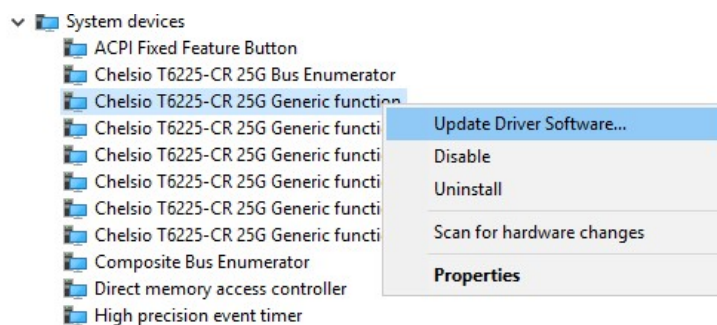 System devices
ACPI Fixed Feature Button
Chelsio T6225-CR 25G Bus Enumerator
Chelsio T6225-CR 25G Generic function
Update Driver Software...
Chelsio T6225-CR 25G Generic functi
Disable
Chelsio T6225-CR 25G Generic functi
Uninstall
Chelsio T6225-CR 25G Generic functi
Chelsio T6225-CR 25G Generic functi
Scan for hardware changes
Chelsio T6225-CR 25G Generic functi
Composite Bus Enumerator
Properties
Direct memory access controller
High precision event timer